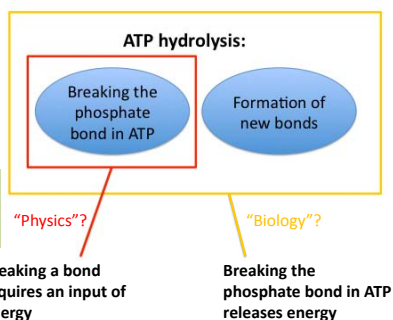 ATP hydrolysis:
Breaking the
phosphate
bond in ATP
Formation of
new bonds
"Physics"?
"Biology"?
eaking a bond
quires an input of
ergy
Breaking the
phosphate bond in ATP
releases energy